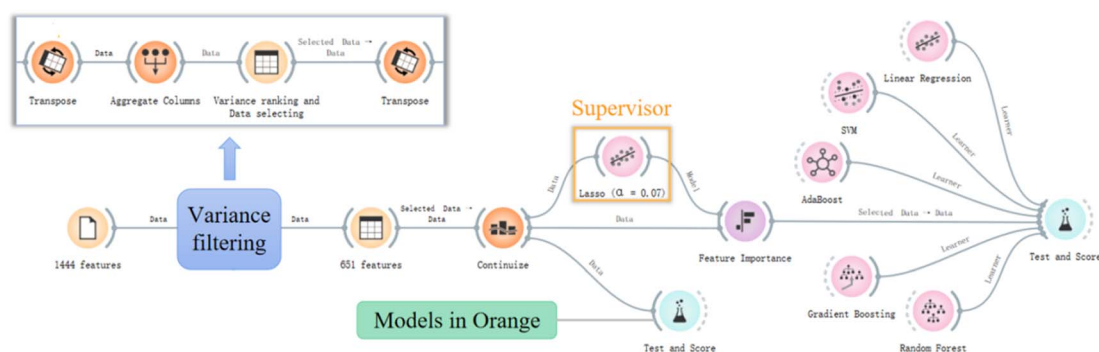 Data
Data
Selected Data →
Data
Transpose
Aggregate Columns
Variance ranking and
Data selecting
Transpose
Linear Regression
Supervisor
SVM
Learner
Learner
Data
Model
Lasso (α = 0.07)
AdaBoost
Learner
Variance
filtering
Data
Data
Selected Data →
Data
Data
Selected Data → Data
1444 features
651 features
Continuize
Feature Importance
Test and Score
Data
Learner
Learner
Models in Orange
Gradient Boosting
Test and Score
Random Forest